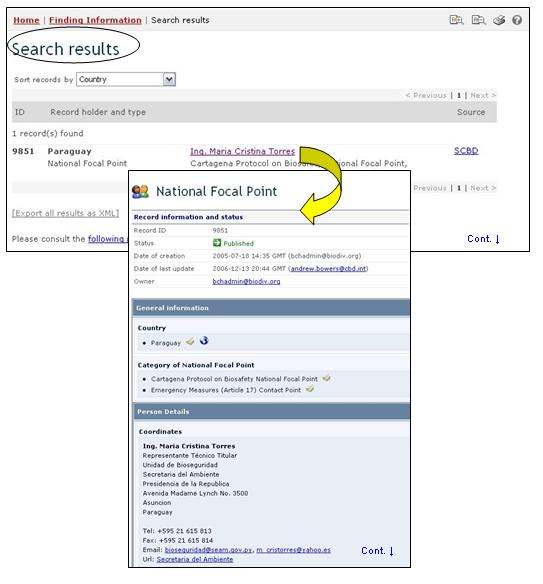 Home | Finding Information | Search results
Search results
Sort records by Country
< Previous | 1 | Next >
ID Record holder and type Source
1 record(s) found
9851 Paraguay Ing. Maria Cristina Torres SCBD
National Focal Point Cartagena Protocol on Biosafety National Focal Point,
Previous | 1 | Next >
[Export all results as XML]
Please consult the following
Cont. ↓
National Focal Point
Record information and status
Record ID 9851
Status Published
Date of creation 2005-07-18 14:35 GMT (bchadmin@biodiv.org)
Date of last update 2006-12-13 20:44 GMT (andrew.bowers@cbd.int)
Owner bchadmin@biodiv.org
General information
Country
• Paraguay
Category of National Focal Point
• Cartagena Protocol on Biosafety National Focal Point
• Emergency Measures (Article 17) Contact Point
Person Details
Coordinates
Ing. Maria Cristina Torres
Representante Técnico Titular
Unidad de Bioseguridad
Secretaria del Ambiente
Presidencia de la Republica
Avenida Madame Lynch No. 3500
Asuncion
Paraguay
Tel: +595 21 615 813
Fax: +595 21 615 814
Email: bioseguridad@seam.gov.py, m_cristorres@yahoo.es
Url: Secretaria del Ambiente
Cont. ↓